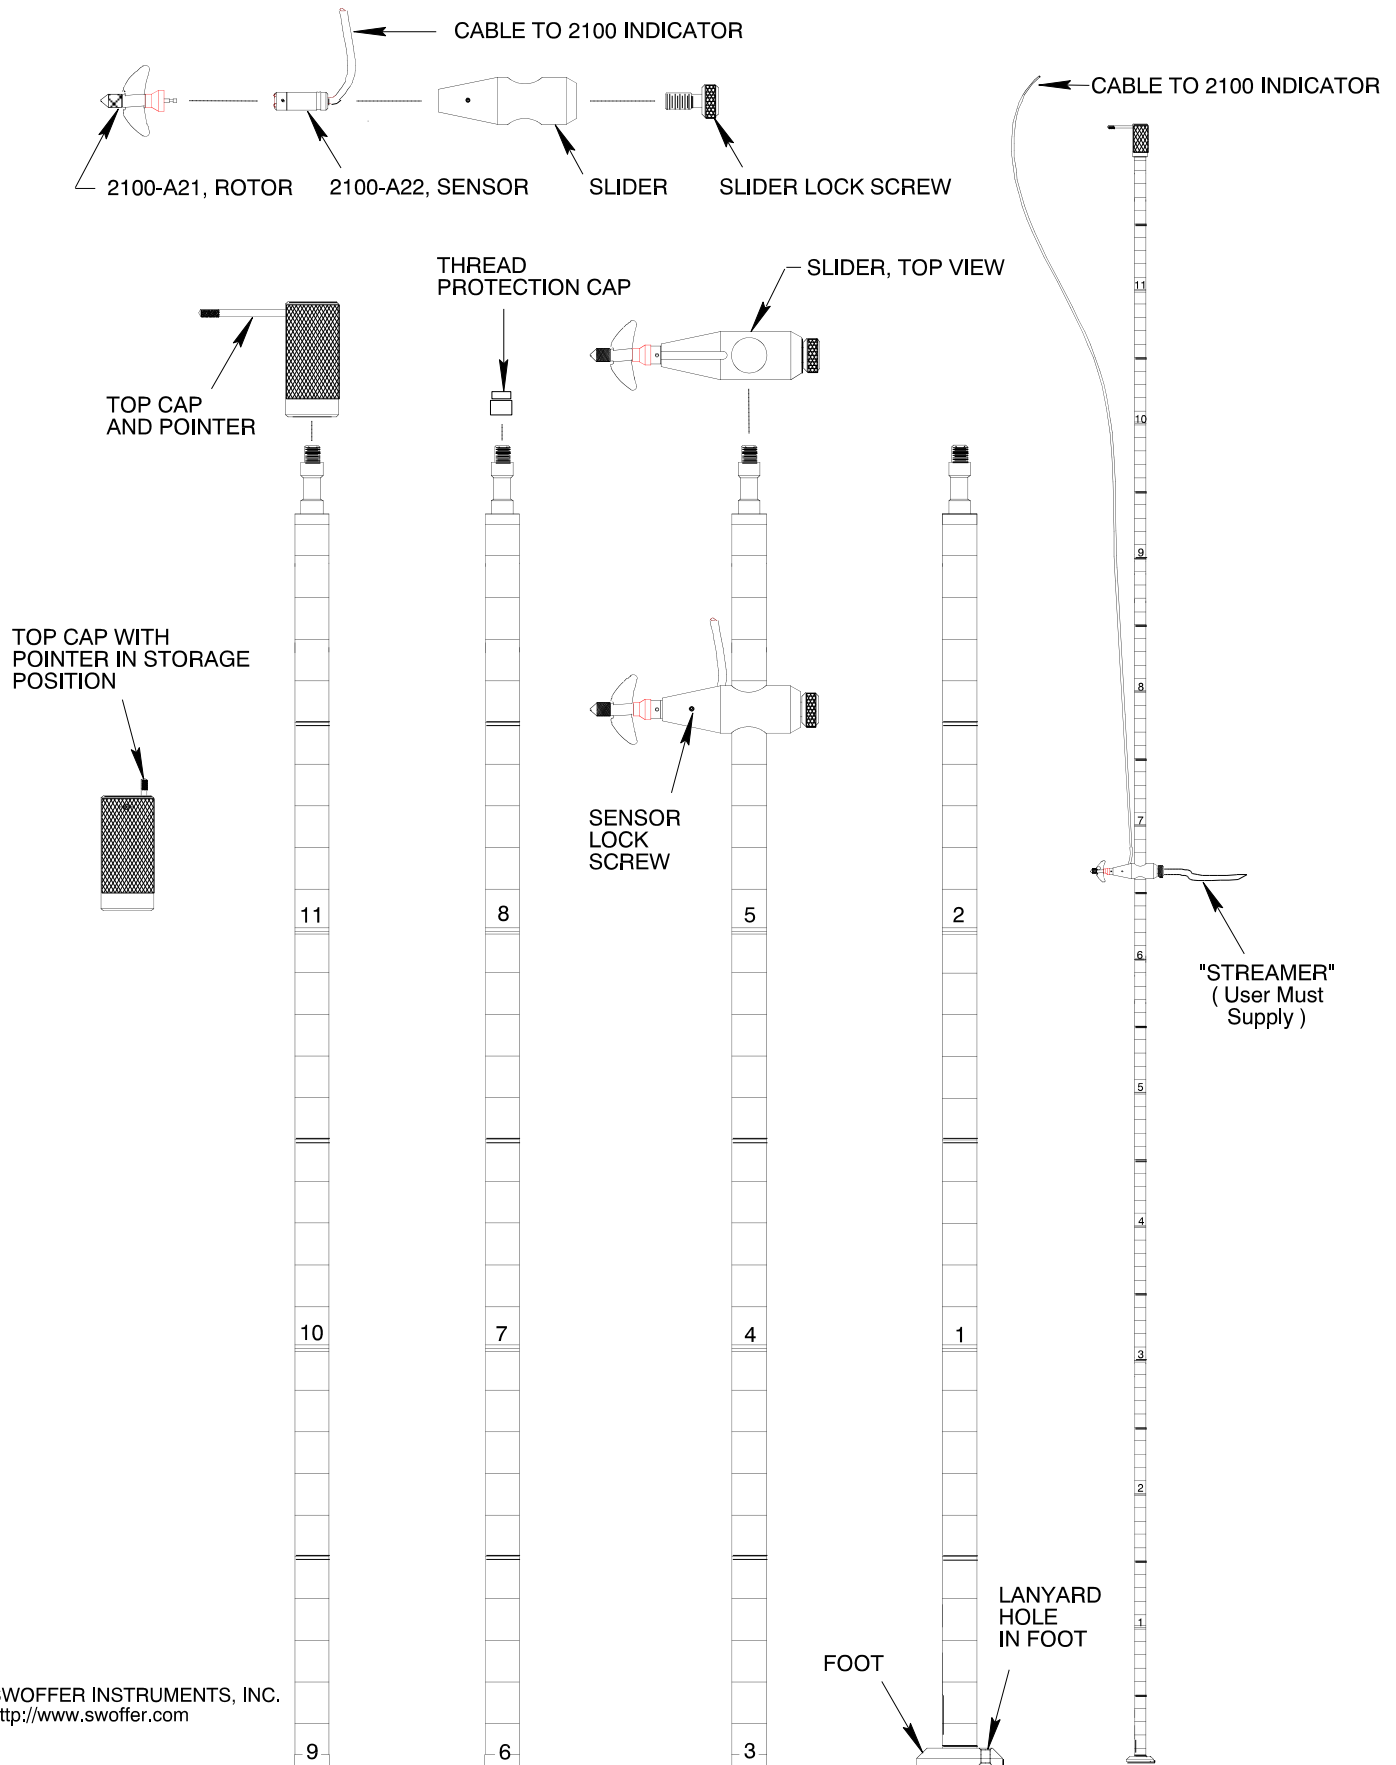 CABLE TO 2100 INDICATOR
CABLE TO 2100 INDICATOR
2100-A21, ROTOR
2100-A22, SENSOR
SLIDER
SLIDER LOCK SCREW
THREAD
PROTECTION CAP
SLIDER, TOP VIEW
TOP CAP
AND POINTER
TOP CAP WITH
POINTER IN STORAGE
POSITION
SENSOR
LOCK
SCREW
11
8
5
2
10
7
4
1
9
6
3
11
10
9
8
7
6
5
4
3
2
1
"STREAMER"
( User Must
Supply )
LANYARD
HOLE
IN FOOT
FOOT
SWOFFER INSTRUMENTS, INC.
ttp://www.swoffer.com